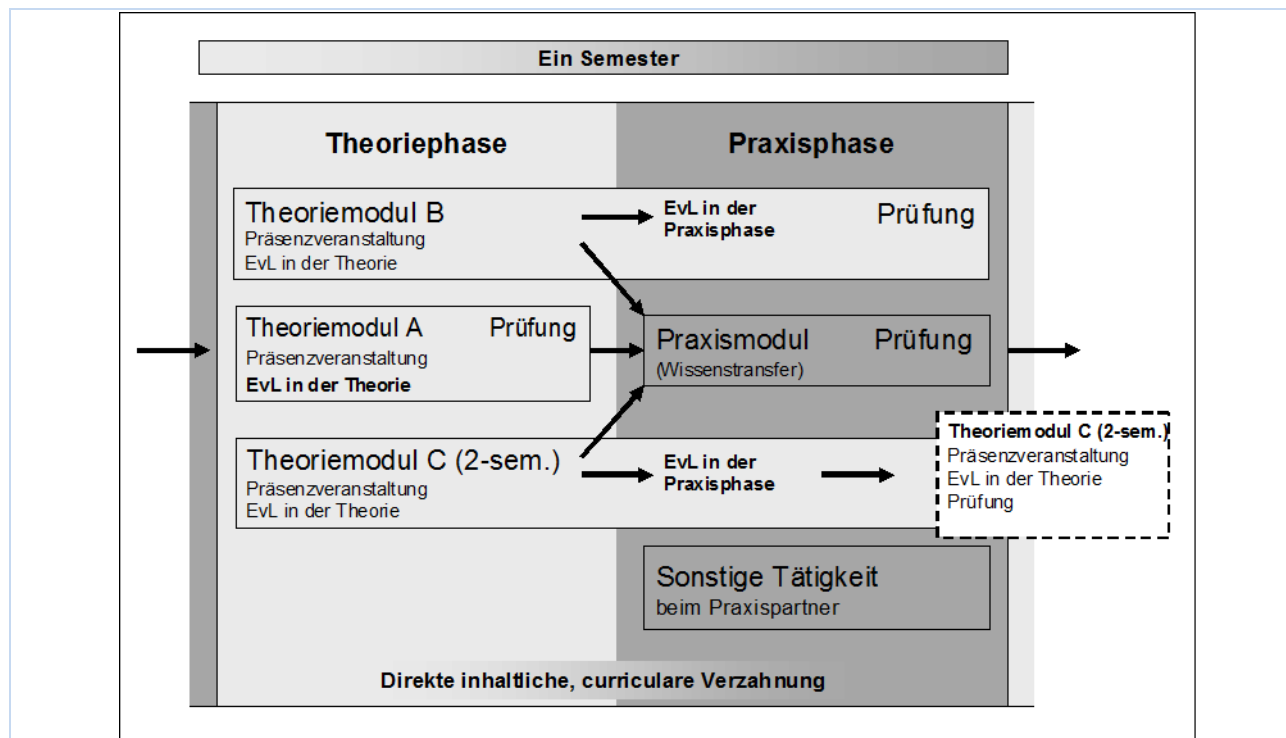 Ein Semester
Theoriephase
Praxisphase
Theoriemodul B
Präsenzveranstaltung
EvL in der Theorie
EvL in der
Praxisphase
Prüfung
Theoriemodul A
Prüfung
Präsenzveranstaltung
EvL in der Theorie
Praxismodul
Prüfung
(Wissenstransfer)
Theoriemodul C (2-sem.)
Präsenzveranstaltung
EvL in der Theorie
EvL in der
Praxisphase
Theoriemodul C (2-sem.)
Präsenzveranstaltung
EvL in der Theorie
Prüfung
Sonstige Tätigkeit
beim Praxispartner
Direkte inhaltliche, curriculare Verzahnung